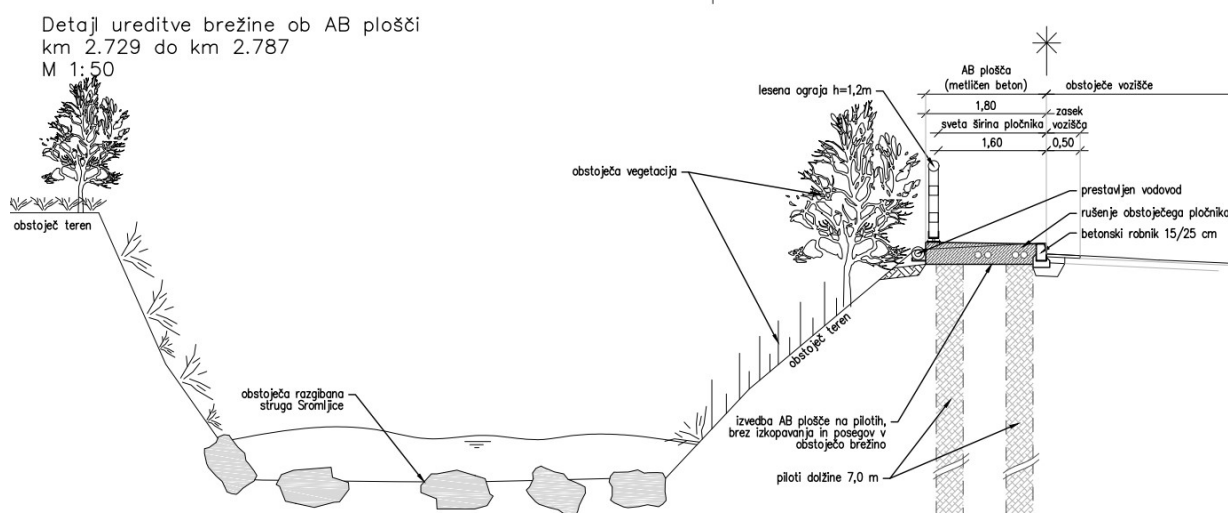 Detajl ureditve brežine ob AB plošči
km 2.729 do km 2.787
M 1:50
AB plošča
(metličen beton)
obstoječe vozišče
lesena ograja h=1,2m
1,80
zasek
vozišča
sveta širina pločnika
1,60
0,50
obstoječa vegetacija
prestavljen vodovod
rušenje obstoječega pločnika
betonski robnik 15/25 cm
obstoječ teren
obstoječ teren
obstoječa razgibana
struga Sromljice
izvedba AB plošče na pilotih,
brez izkopavanja in posegov v
obstoječo brežino
piloti dolžine 7,0 m